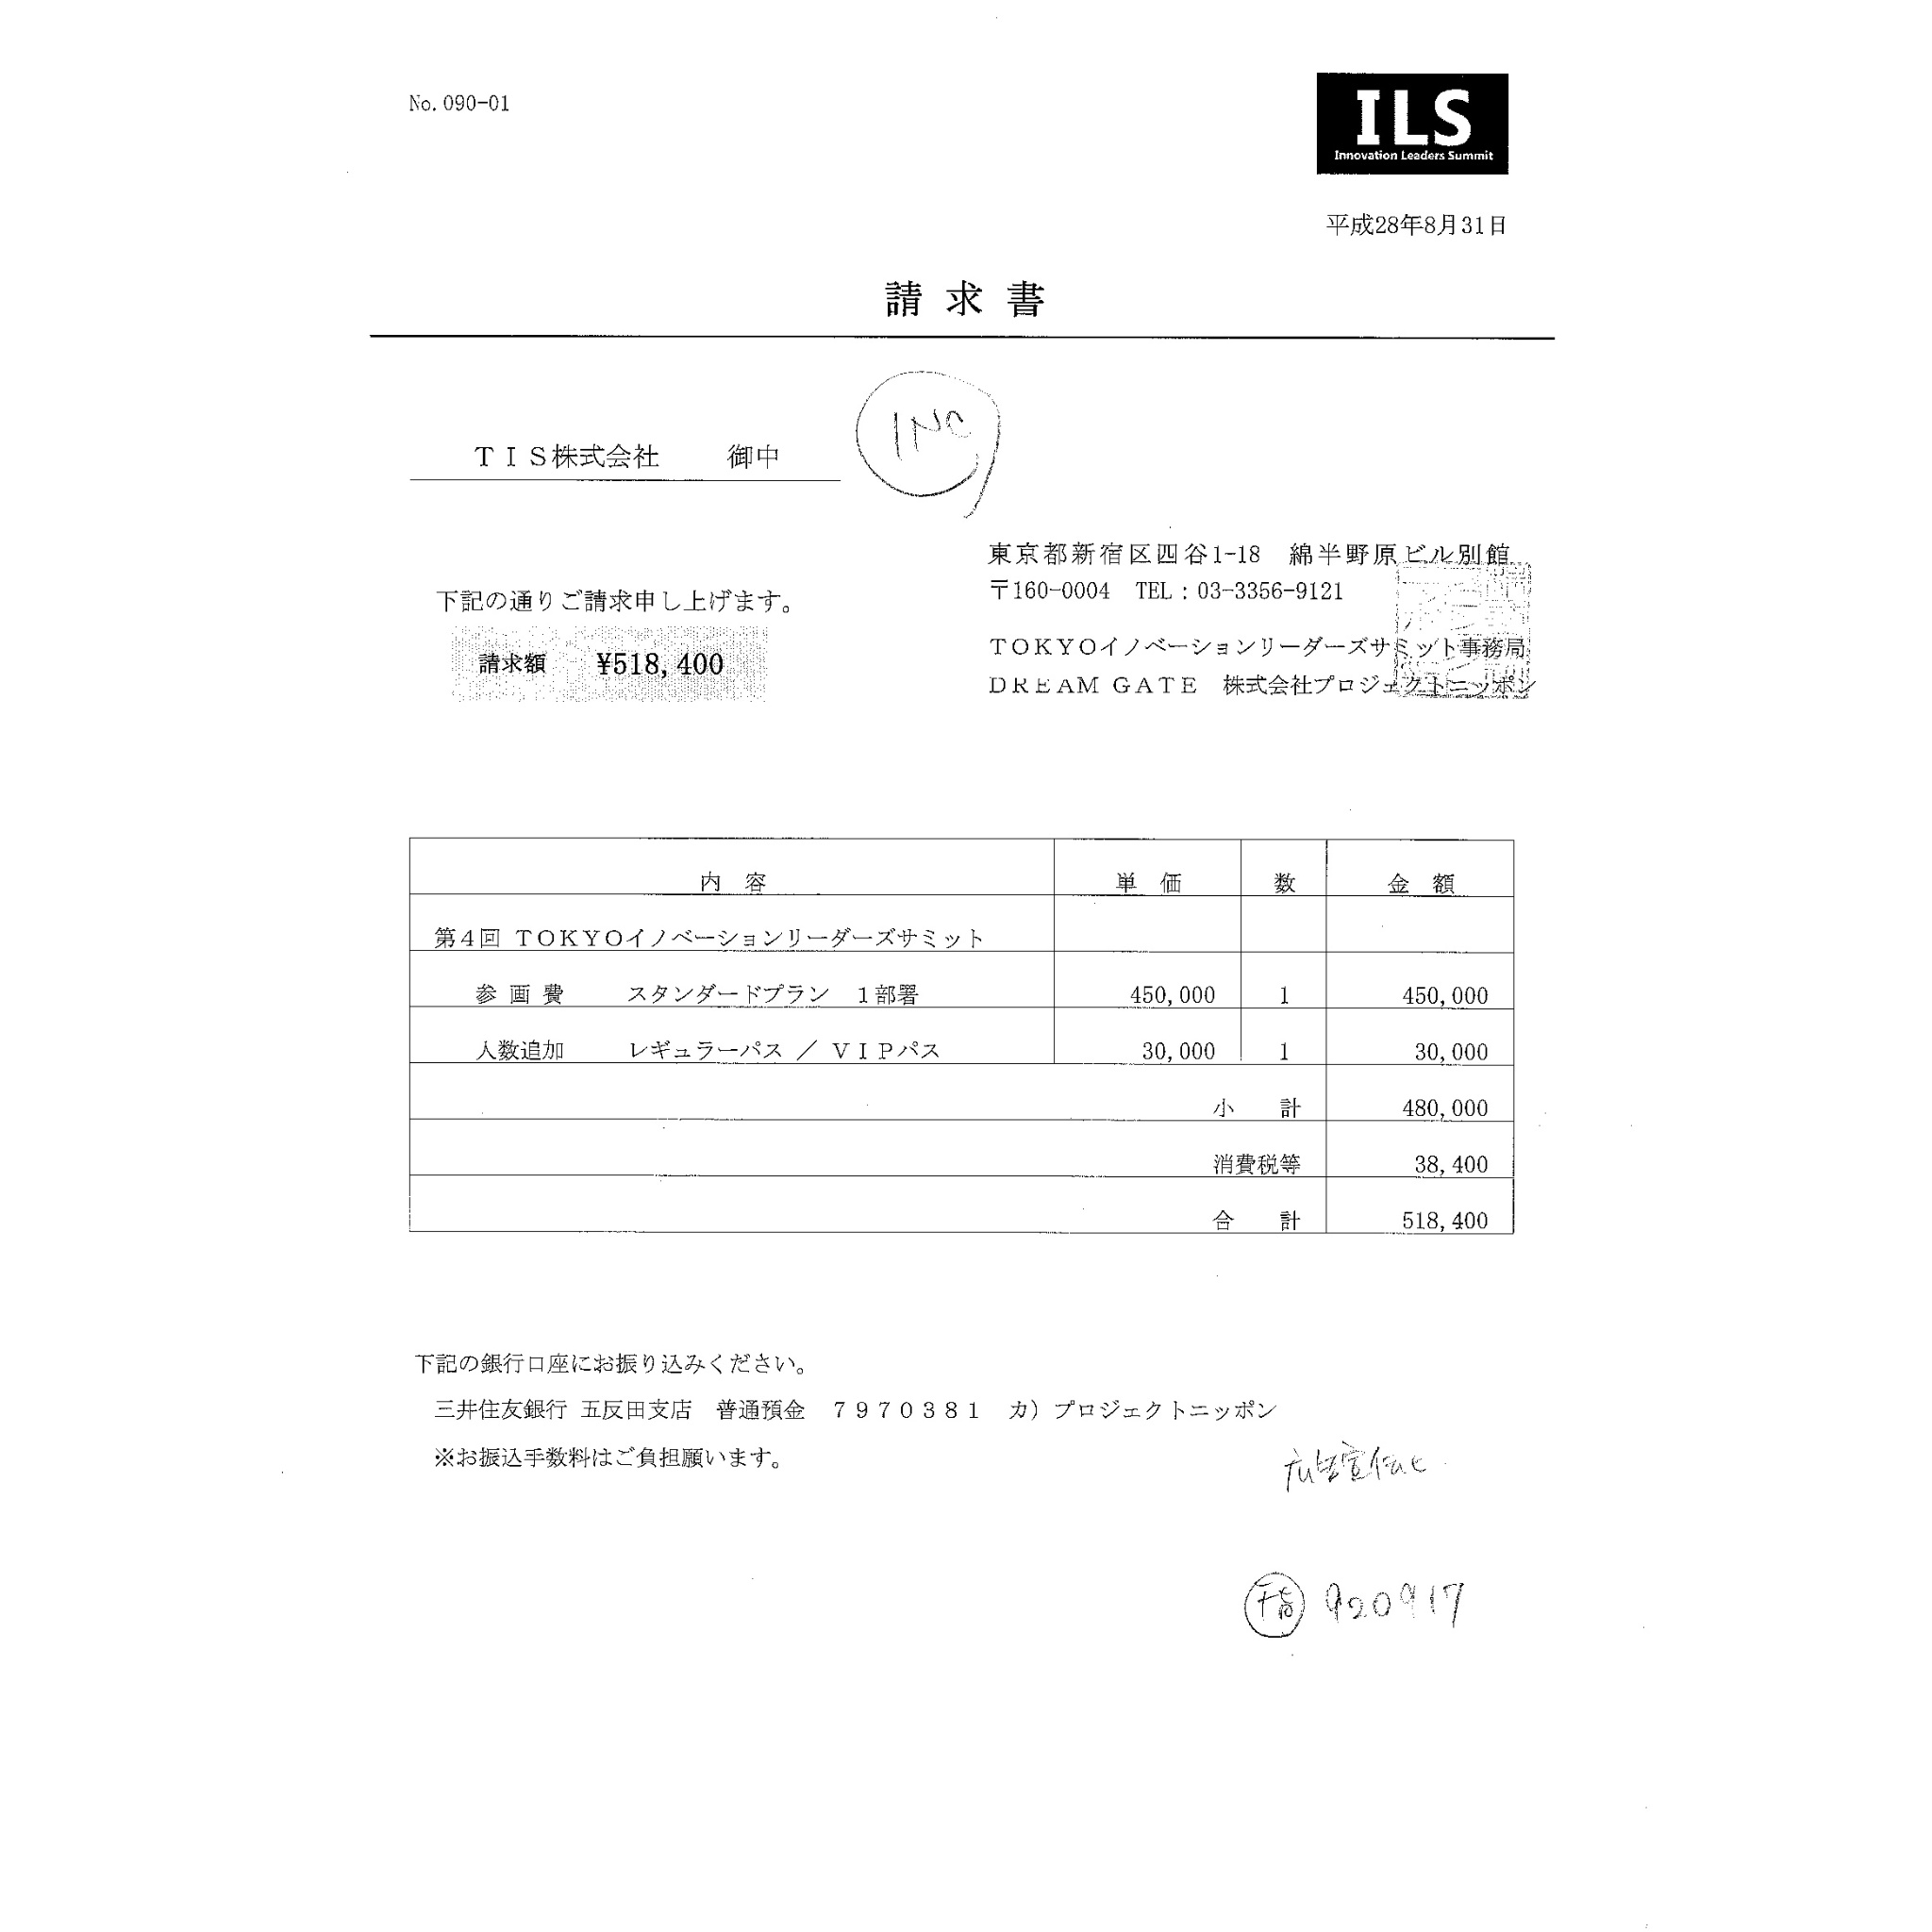 No. 090-01
ILS
Innovation Leaders Summit
平成28年8月31日
請求書
ＴＩＳ株式会社　御中
INC
東京都新宿区四谷1-18　綿半野原ビル別館
〒160-0004　TEL：03-3356-9121
下記の通りご請求申し上げます。
請求額　¥518,400
ＴＯＫＹＯイノベーションリーダーズサミット事務局
ＤＲＥＡＭ ＧＡＴＥ　株式会社プロジェクトニッポン
内　容　単　価　数　金　額
第４回 ＴＯＫＹＯイノベーションリーダーズサミット
参 画 費　スタンダードプラン　１部署　450,000　1　450,000
人数追加　レギュラーパス ／ ＶＩＰパス　30,000　1　30,000
小　計　480,000
消費税等　38,400
合　計　518,400
下記の銀行口座にお振り込みください。
三井住友銀行 五反田支店　普通預金　７９７０３８１　カ）プロジェクトニッポン
※お振込手数料はご負担願います。
920917